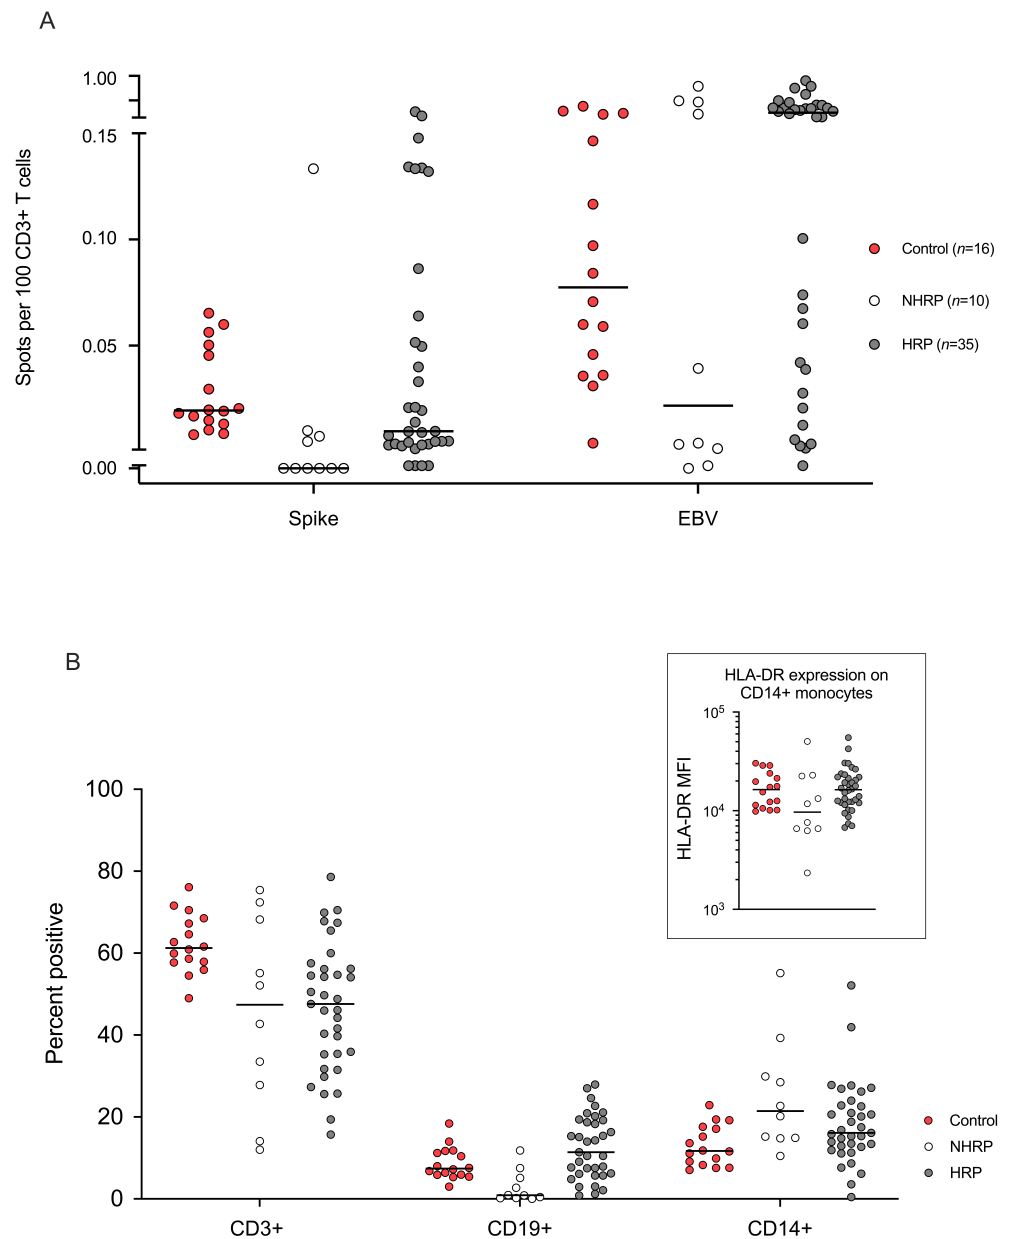 A
Spots per 100 CD3+ T cells
1.00
0.15
0.10
0.05
0.00
Spike
EBV
Control (n=16)
NHRP (n=10)
HRP (n=35)
B
HLA-DR expression on
CD14+ monocytes
HLA-DR MFI
10⁵
10⁴
10³
Percent positive
100
80
60
40
20
0
CD3+
CD19+
CD14+
Control
NHRP
HRP